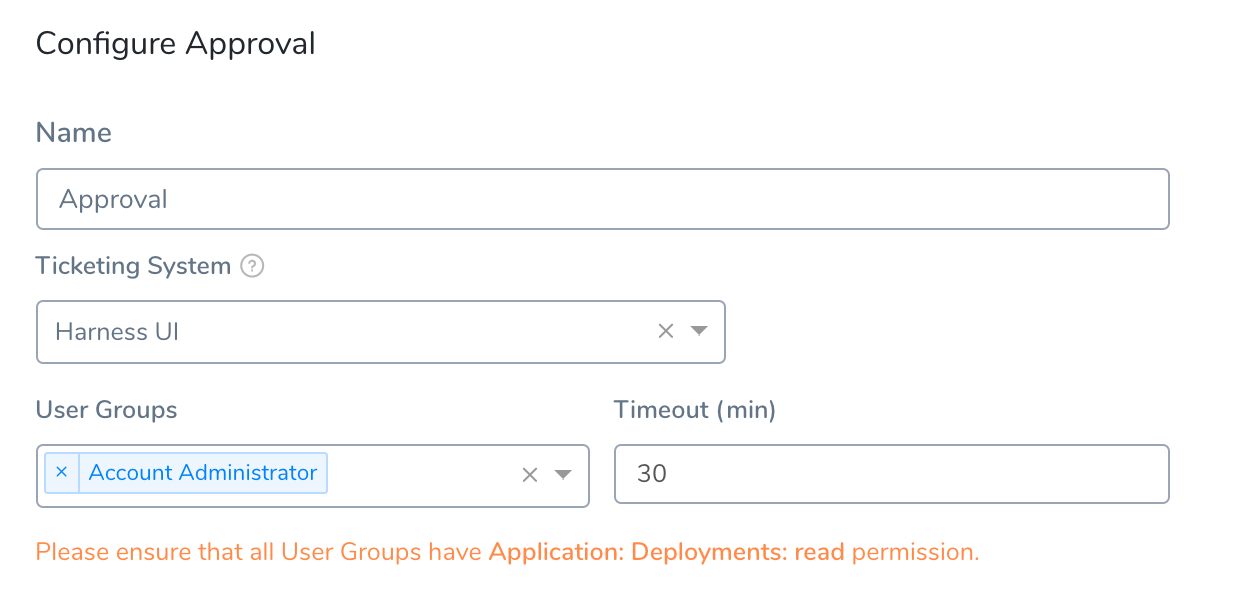 Configure Approval
Name
Approval
Ticketing System ?
Harness UI
User Groups Timeout (min)
× Account Administrator 30
Please ensure that all User Groups have Application: Deployments: read permission.